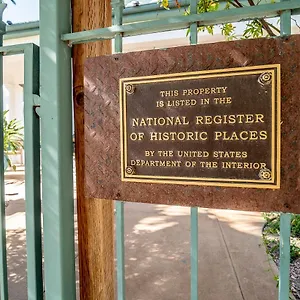 THIS PROPERTY
IS LISTED IN THE
NATIONAL REGISTER
OF HISTORIC PLACES
BY THE UNITED STATES
DEPARTMENT OF THE INTERIOR